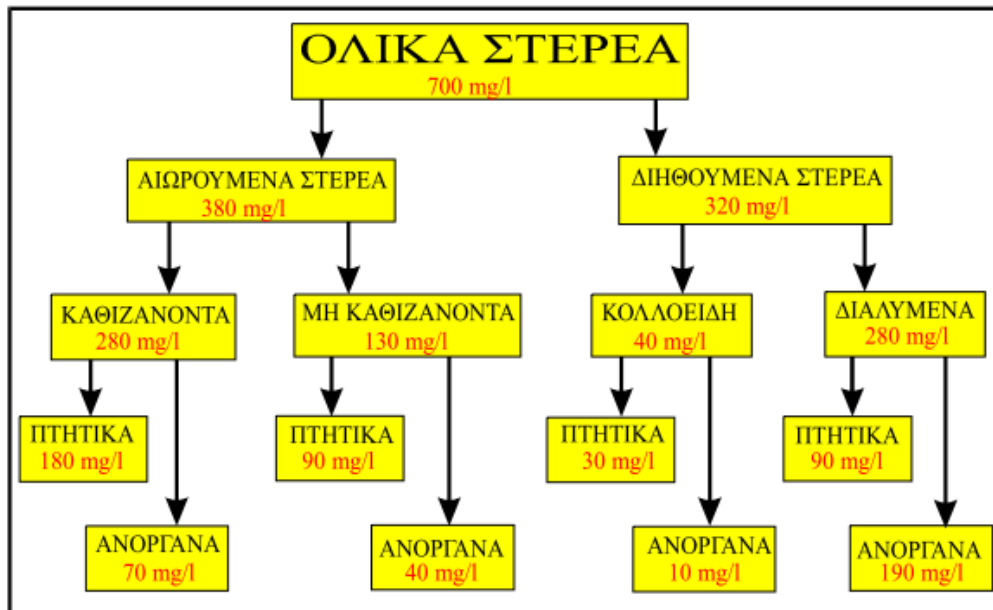 ΟΛΙΚΑ ΣΤΕΡΕΑ
700 mg/l
ΑΙΩΡΟΥΜΕΝΑ ΣΤΕΡΕΑ
380 mg/l
ΔΙΗΘΟΥΜΕΝΑ ΣΤΕΡΕΑ
320 mg/l
ΚΑΘΙΖΑΝΟΝΤΑ
280 mg/l
ΜΗ ΚΑΘΙΖΑΝΟΝΤΑ
130 mg/l
ΚΟΛΛΟΕΙΔΗ
40 mg/l
ΔΙΑΛΥΜΕΝΑ
280 mg/l
ΠΤΗΤΙΚΑ
180 mg/l
ΠΤΗΤΙΚΑ
90 mg/l
ΠΤΗΤΙΚΑ
30 mg/l
ΠΤΗΤΙΚΑ
90 mg/l
ΑΝΟΡΓΑΝΑ
70 mg/l
ΑΝΟΡΓΑΝΑ
40 mg/l
ΑΝΟΡΓΑΝΑ
10 mg/l
ΑΝΟΡΓΑΝΑ
190 mg/l